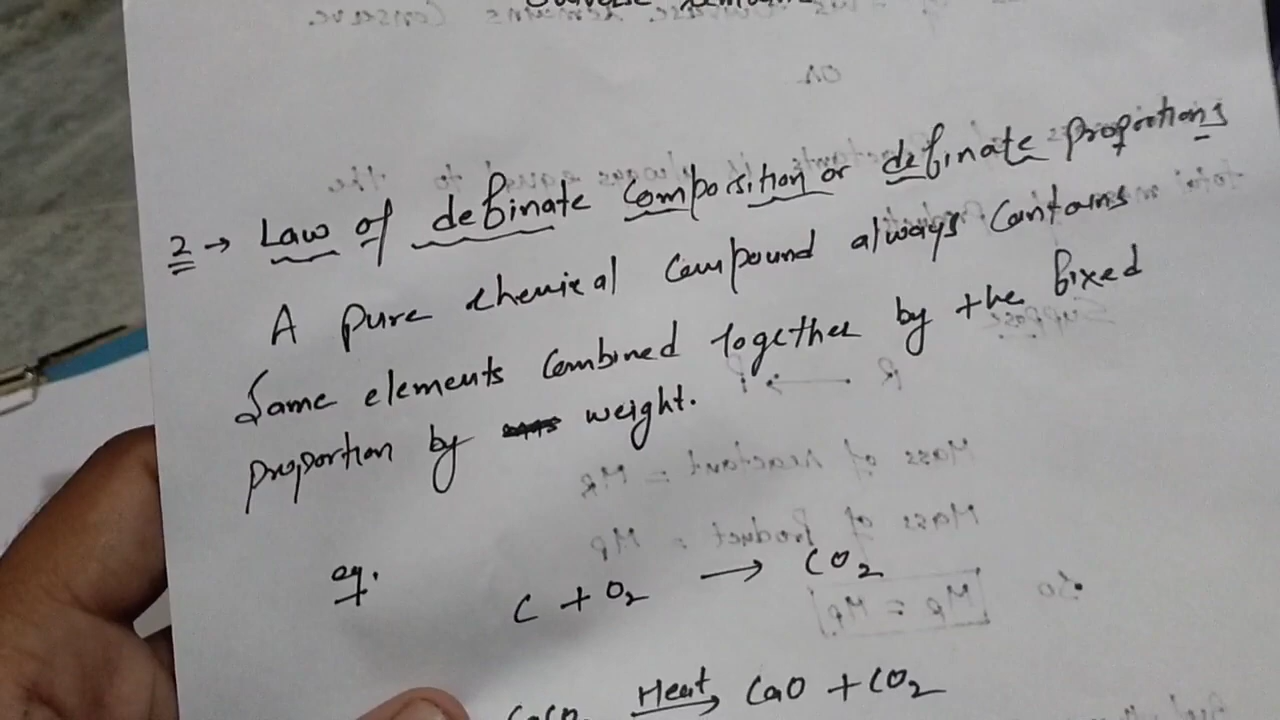 2 → Law of definate Composition or definate proportions
A pure chemical Compound always Contains
Same elements Combined together by the fixed
proportion by weight.
eg. C + O₂ → CO₂
Heat CaO + CO₂